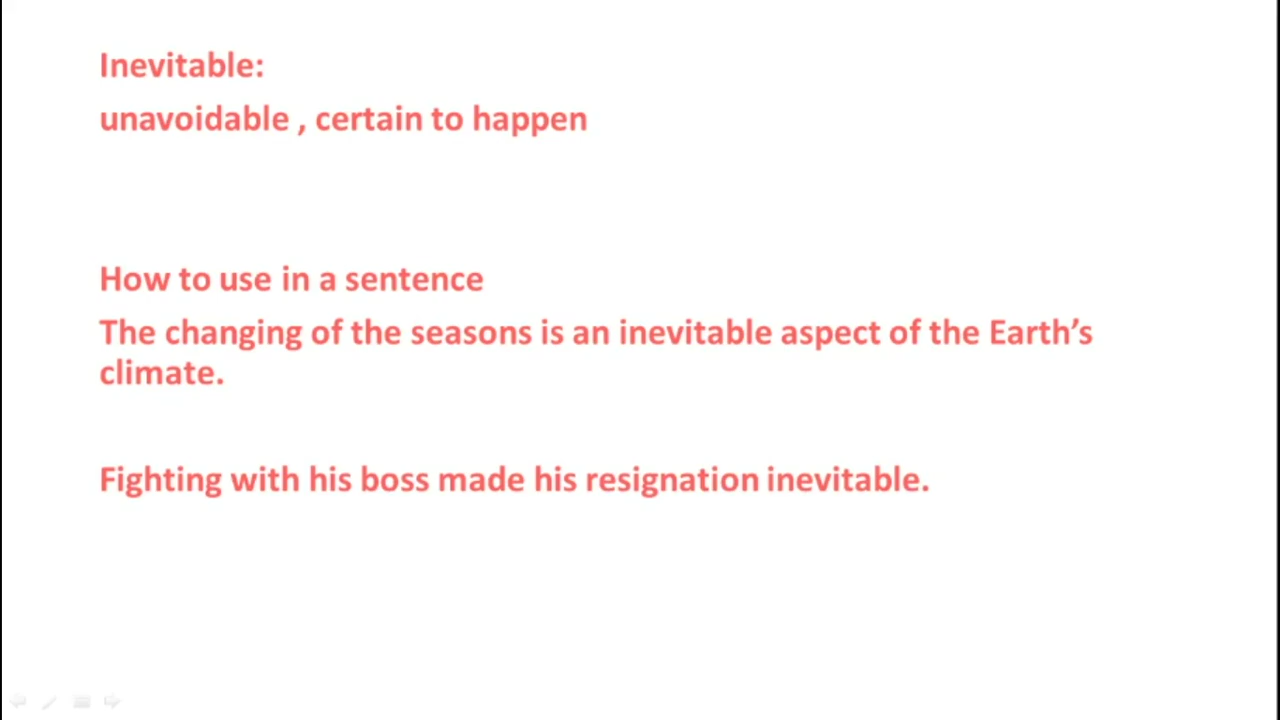 Inevitable:
unavoidable , certain to happen
How to use in a sentence
The changing of the seasons is an inevitable aspect of the Earth’s
climate.
Fighting with his boss made his resignation inevitable.